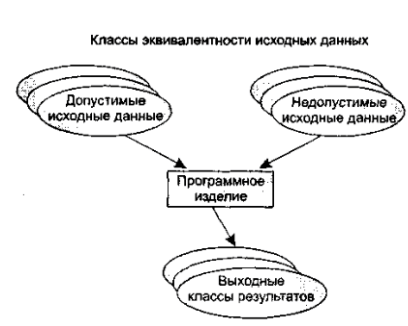 Классы эквивалентности исходных данных
Допустимые
исходные данные
Недопустимые
исходные данные
Программное
изделие
Выходные
классы результатов